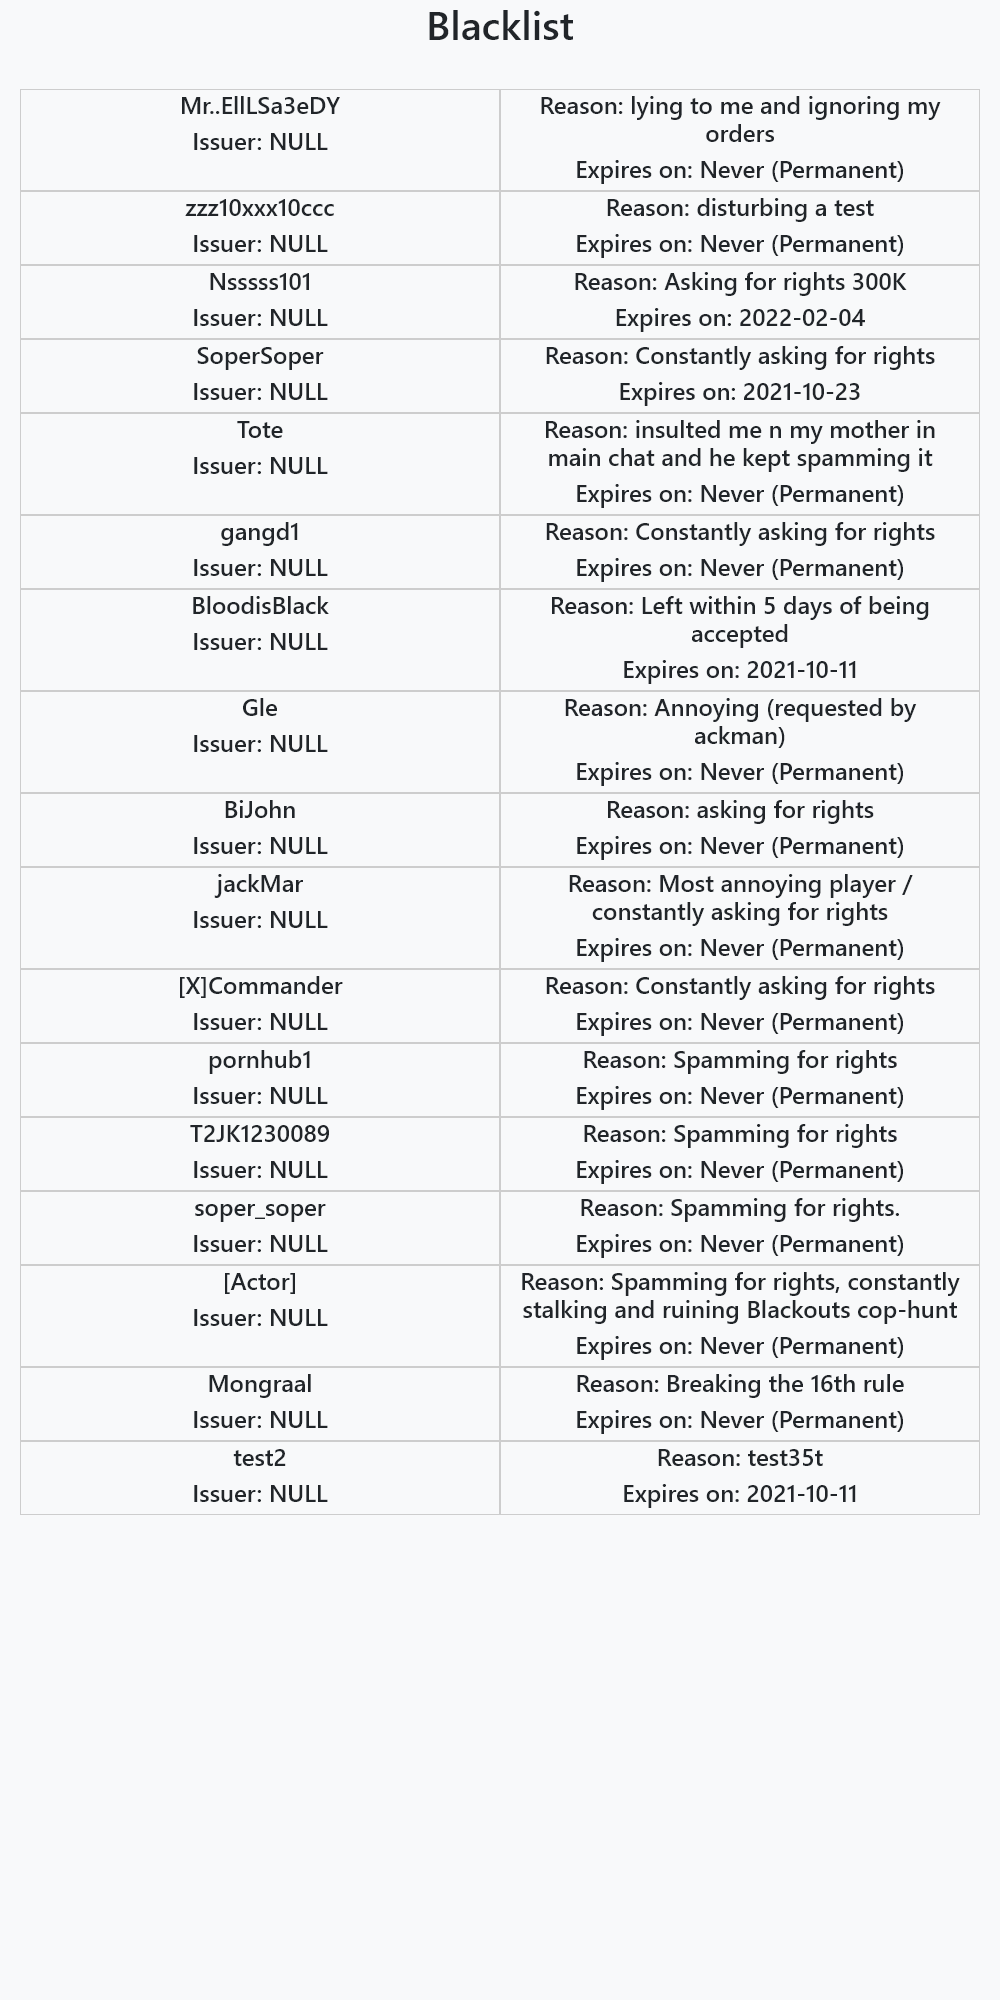 Blacklist
Mr..EllLSa3eDY
Issuer: NULL
Reason: lying to me and ignoring my
orders
Expires on: Never (Permanent)
zzz10xxx10ccc
Issuer: NULL
Reason: disturbing a test
Expires on: Never (Permanent)
Nsssss101
Issuer: NULL
Reason: Asking for rights 300K
Expires on: 2022-02-04
SoperSoper
Issuer: NULL
Reason: Constantly asking for rights
Expires on: 2021-10-23
Tote
Issuer: NULL
Reason: insulted me n my mother in
main chat and he kept spamming it
Expires on: Never (Permanent)
gangd1
Issuer: NULL
Reason: Constantly asking for rights
Expires on: Never (Permanent)
BloodisBlack
Issuer: NULL
Reason: Left within 5 days of being
accepted
Expires on: 2021-10-11
Gle
Issuer: NULL
Reason: Annoying (requested by
ackman)
Expires on: Never (Permanent)
BiJohn
Issuer: NULL
Reason: asking for rights
Expires on: Never (Permanent)
jackMar
Issuer: NULL
Reason: Most annoying player /
constantly asking for rights
Expires on: Never (Permanent)
[X]Commander
Issuer: NULL
Reason: Constantly asking for rights
Expires on: Never (Permanent)
pornhub1
Issuer: NULL
Reason: Spamming for rights
Expires on: Never (Permanent)
T2JK1230089
Issuer: NULL
Reason: Spamming for rights
Expires on: Never (Permanent)
soper_soper
Issuer: NULL
Reason: Spamming for rights.
Expires on: Never (Permanent)
[Actor]
Issuer: NULL
Reason: Spamming for rights, constantly
stalking and ruining Blackouts cop-hunt
Expires on: Never (Permanent)
Mongraal
Issuer: NULL
Reason: Breaking the 16th rule
Expires on: Never (Permanent)
test2
Issuer: NULL
Reason: test35t
Expires on: 2021-10-11